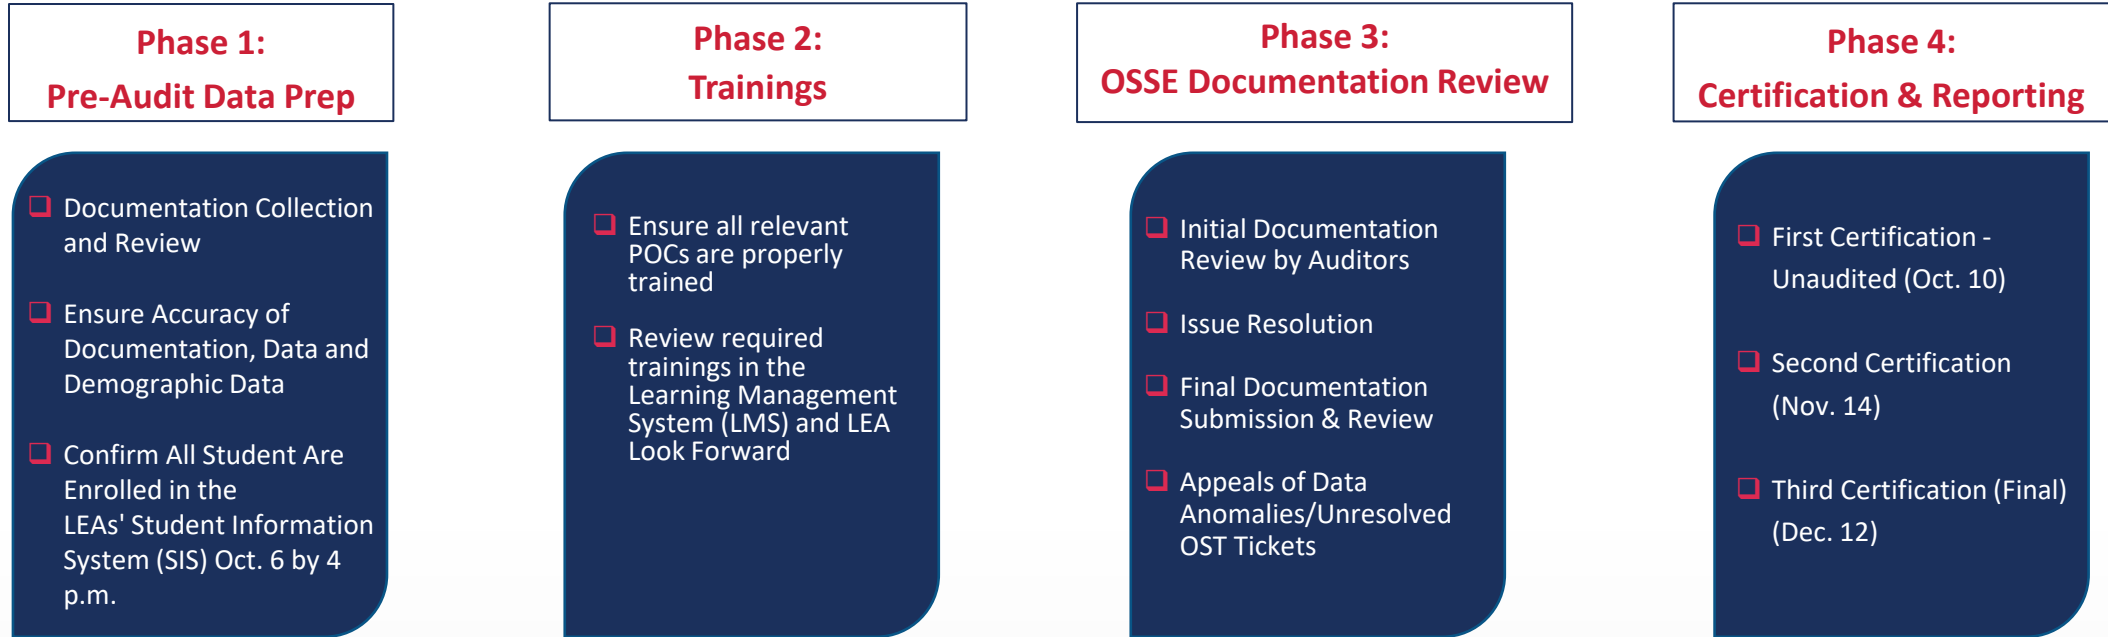 Phase 1:
Pre-Audit Data Prep
Documentation Collection
and Review
Ensure Accuracy of
Documentation, Data and
Demographic Data
Confirm All Student Are
Enrolled in the
LEAs' Student Information
System (SIS) Oct. 6 by 4
p.m.
Phase 2:
Trainings
Ensure all relevant
POCs are properly
trained
Review required
trainings in the
Learning Management
System (LMS) and LEA
Look Forward
Phase 3:
OSSE Documentation Review
Initial Documentation
Review by Auditors
Issue Resolution
Final Documentation
Submission & Review
Appeals of Data
Anomalies/Unresolved
OST Tickets
Phase 4:
Certification & Reporting
First Certification -
Unaudited (Oct. 10)
Second Certification
(Nov. 14)
Third Certification (Final)
(Dec. 12)